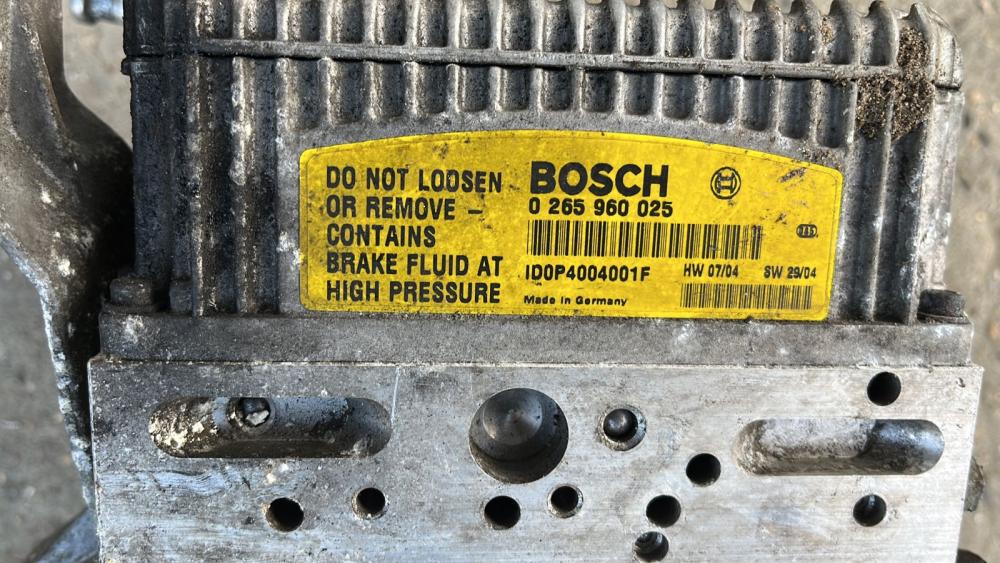 DO NOT LOOSEN
OR REMOVE –
CONTAINS
BRAKE FLUID AT
HIGH PRESSURE
BOSCH
0 265 960 025
ID0P4004001F
HW 07/04 SW 29/04
Made in Germany